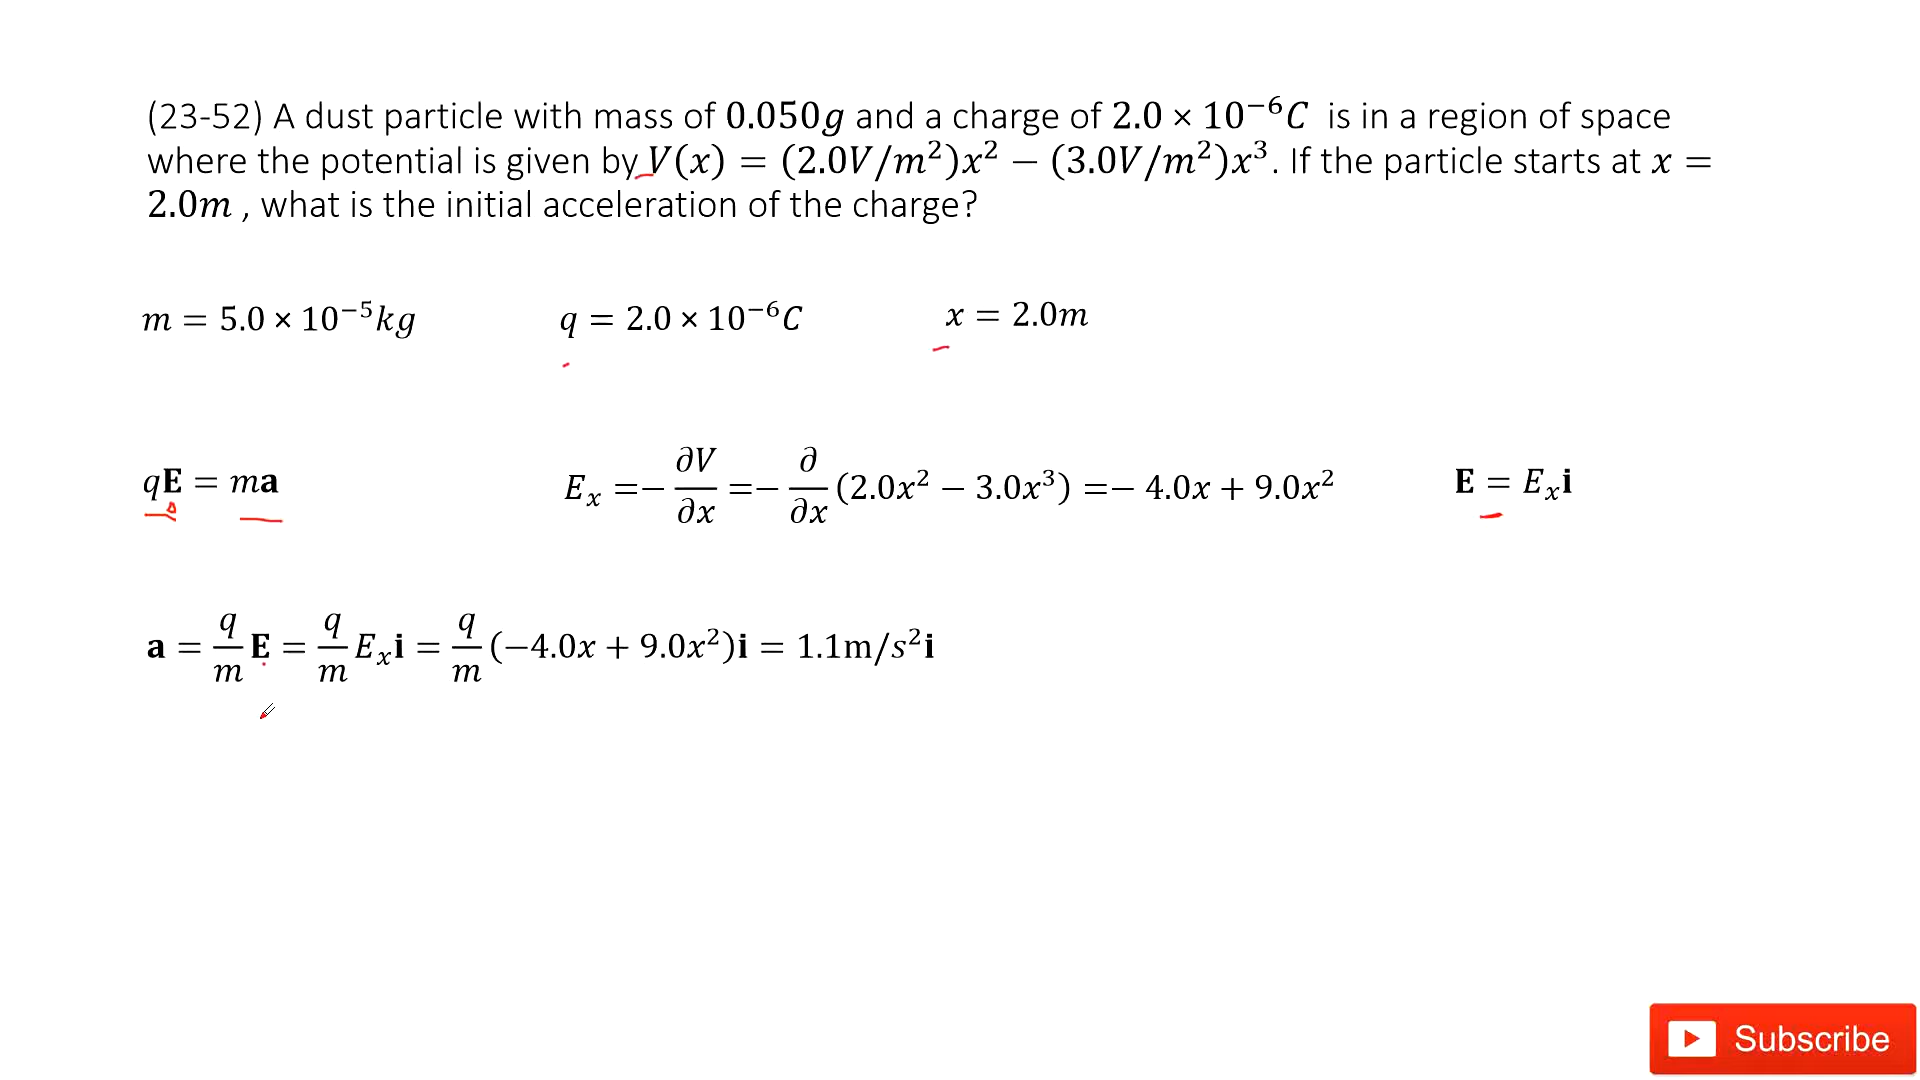 (23-52) A dust particle with mass of 0.050g and a charge of 2.0 × 10⁻⁶C is in a region of space
where the potential is given by V(x) = (2.0V/m²)x² − (3.0V/m²)x³. If the particle starts at x =
2.0m , what is the initial acceleration of the charge?
m = 5.0 × 10⁻⁵kg q = 2.0 × 10⁻⁶C x = 2.0m
qE = ma Eₓ =− ∂V/∂x =− ∂/∂x (2.0x² − 3.0x³) =− 4.0x + 9.0x² E = Eₓi
a = q/m E = q/m Eₓi = q/m (−4.0x + 9.0x²)i = 1.1m/s²i
Subscribe